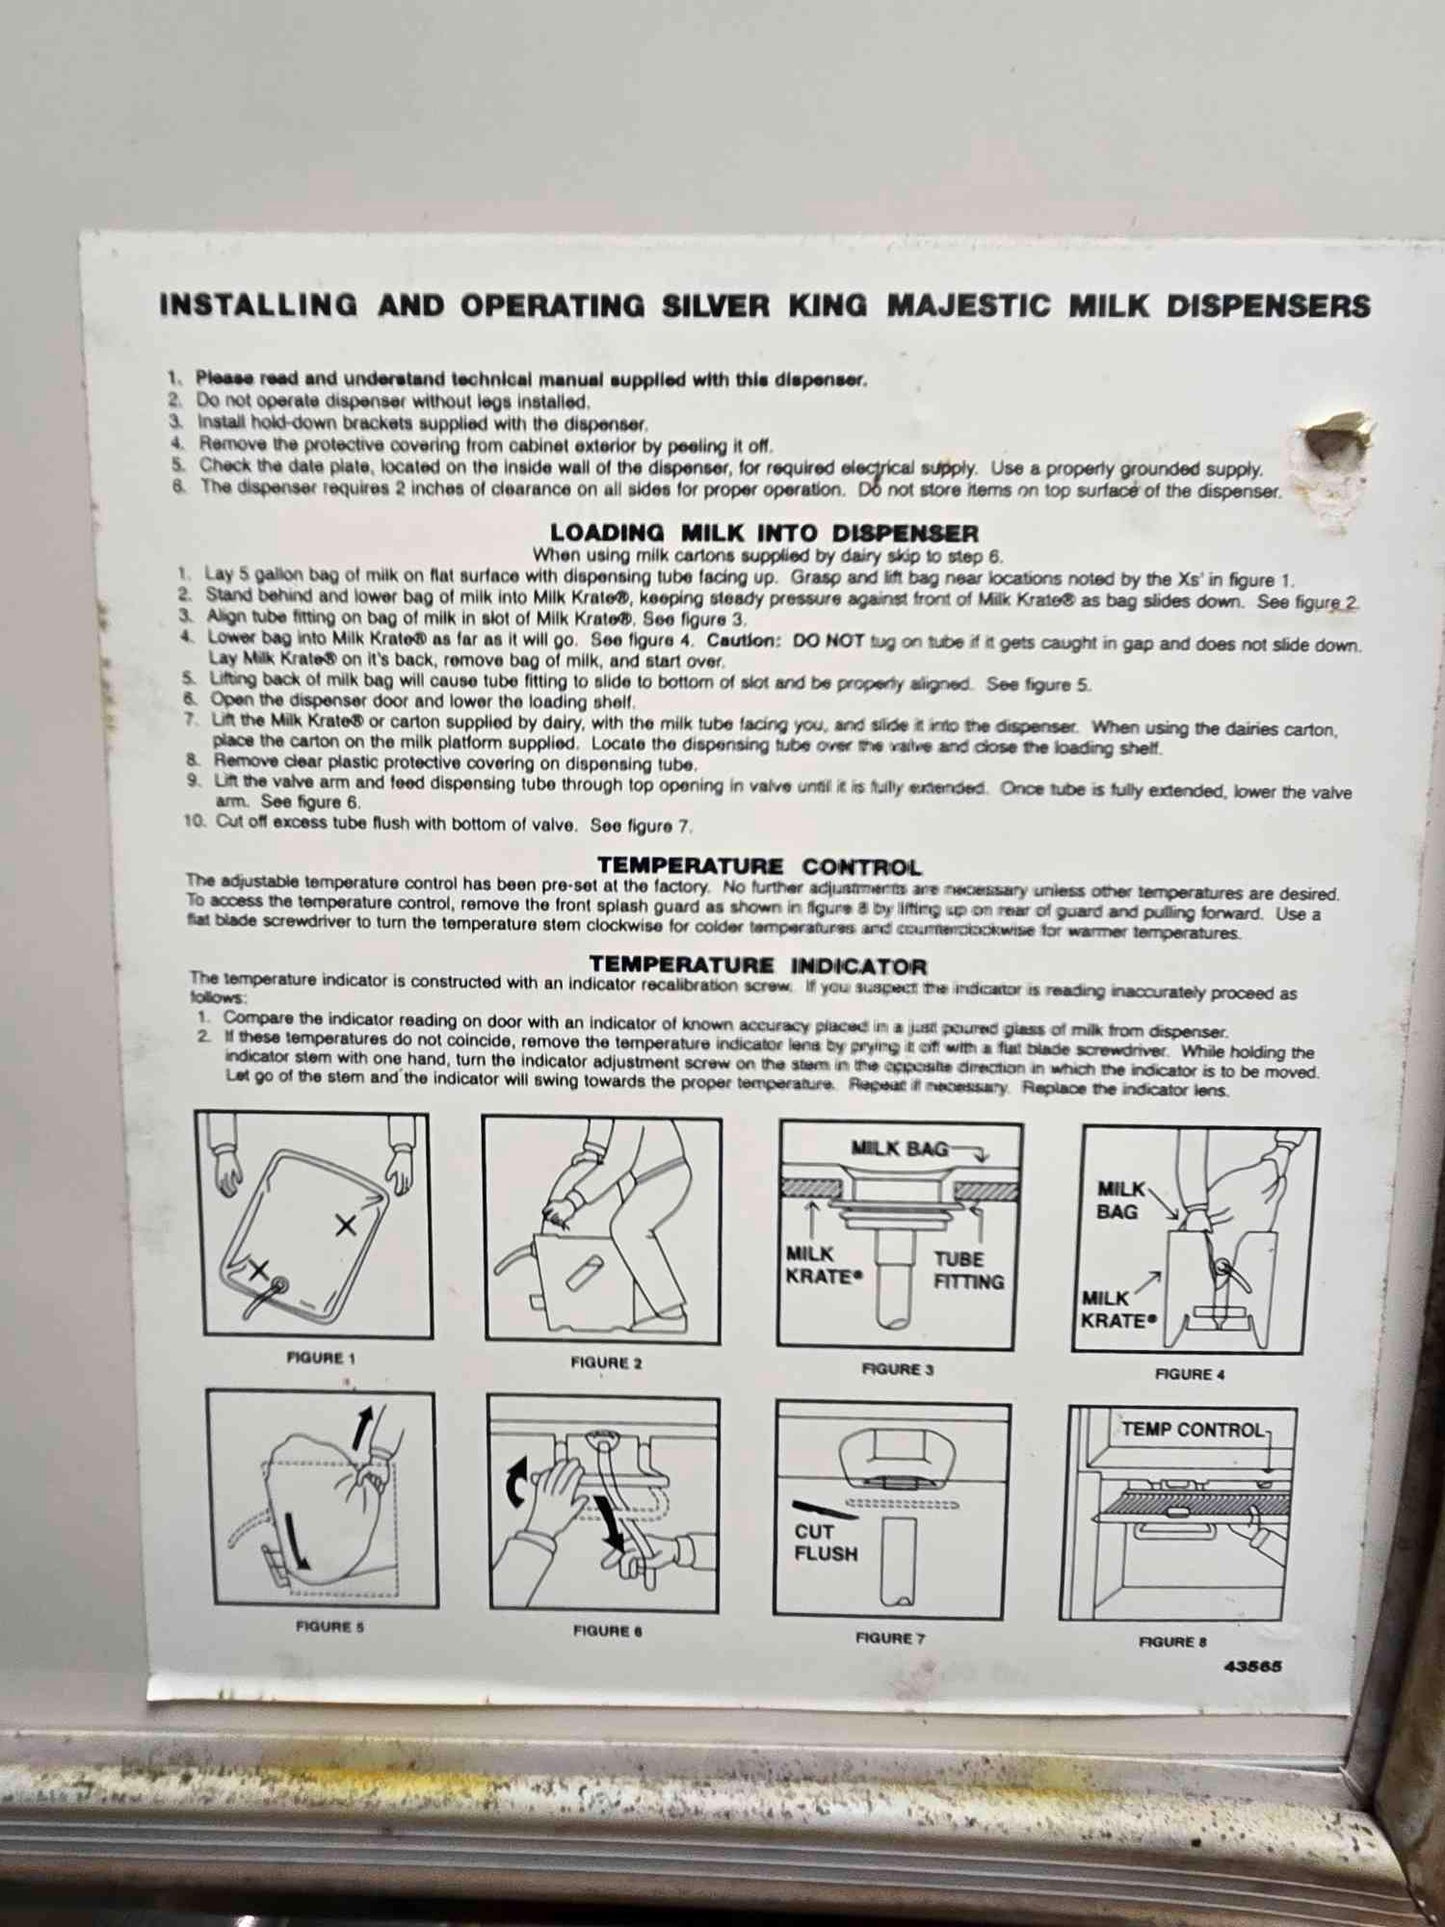 INSTALLING AND OPERATING SILVER KING MAJESTIC MILK DISPENSERS
1. Please read and understand technical manual supplied with this dispenser.
2. Do not operate dispenser without legs installed.
3. Install hold-down brackets supplied with the dispenser.
4. Remove the protective covering from cabinet exterior by peeling it off.
5. Check the date plate, located on the inside wall of the dispenser, for required electrical supply. Use a properly grounded supply.
6. The dispenser requires 2 inches of clearance on all sides for proper operation. Do not store items on top surface of the dispenser.
LOADING MILK INTO DISPENSER
When using milk cartons supplied by dairy skip to step 6.
1. Lay 5 gallon bag of milk on flat surface with dispensing tube facing up. Grasp and lift bag near locations noted by the Xs' in figure 1.
2. Stand behind and lower bag of milk into Milk Krate®, keeping steady pressure against front of Milk Krate® as bag slides down. See figure 2.
3. Align tube fitting on bag of milk in slot of Milk Krate®. See figure 3.
4. Lower bag into Milk Krate® as far as it will go. See figure 4. Caution: DO NOT tug on tube if it gets caught in gap and does not slide down.
Lay Milk Krate® on it's back, remove bag of milk, and start over.
5. Lifting back of milk bag will cause tube fitting to slide to bottom of slot and be properly aligned. See figure 5.
6. Open the dispenser door and lower the loading shelf.
7. Lift the Milk Krate® or carton supplied by dairy, with the milk tube facing you, and slide it into the dispenser. When using the dairies carton,
place the carton on the milk platform supplied. Locate the dispensing tube over the valve and close the loading shelf.
8. Remove clear plastic protective covering on dispensing tube.
9. Lift the valve arm and feed dispensing tube through top opening in valve until it is fully extended. Once tube is fully extended, lower the valve
arm. See figure 6.
10. Cut off excess tube flush with bottom of valve. See figure 7.
TEMPERATURE CONTROL
The adjustable temperature control has been pre-set at the factory. No further adjustments are necessary unless other temperatures are desired.
To access the temperature control, remove the front splash guard as shown in figure 8 by lifting up on rear of guard and pulling forward. Use a
flat blade screwdriver to turn the temperature stem clockwise for colder temperatures and counterclockwise for warmer temperatures.
TEMPERATURE INDICATOR
The temperature indicator is constructed with an indicator recalibration screw. If you suspect the indicator is reading inaccurately proceed as
follows:
1. Compare the indicator reading on door with an indicator of known accuracy placed in a just poured glass of milk from dispenser.
2. If these temperatures do not coincide, remove the temperature indicator lens by prying it off with a flat blade screwdriver. While holding the
indicator stem with one hand, turn the indicator adjustment screw on the stem in the opposite direction in which the indicator is to be moved.
Let go of the stem and the indicator will swing towards the proper temperature. Repeat if necessary. Replace the indicator lens.
MILK BAG
MILK
KRATE®
TUBE
FITTING
MILK
BAG
MILK
KRATE®
FIGURE 1
FIGURE 2
FIGURE 3
FIGURE 4
CUT
FLUSH
TEMP CONTROL
FIGURE 5
FIGURE 6
FIGURE 7
FIGURE 8
43565